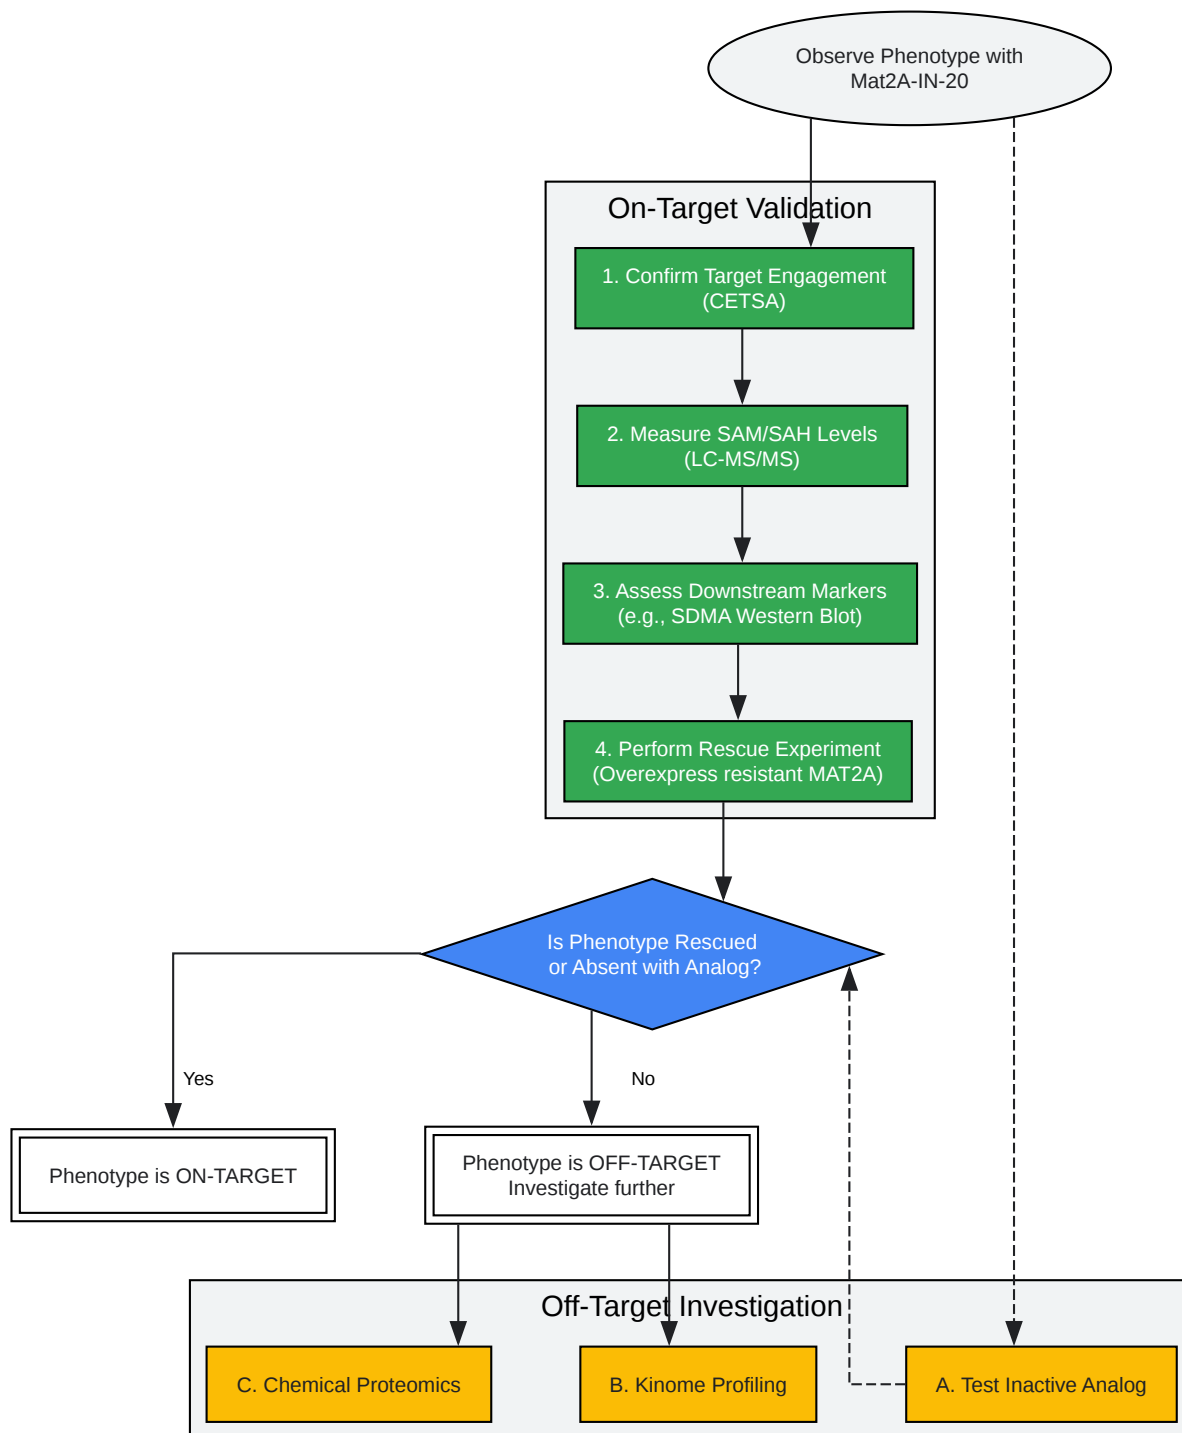 Observe Phenotype with
Mat2A-IN-20
On-Target Validation
1. Confirm Target Engagement
(CETSA)
2. Measure SAM/SAH Levels
(LC-MS/MS)
3. Assess Downstream Markers
(e.g., SDMA Western Blot)
4. Perform Rescue Experiment
(Overexpress resistant MAT2A)
Is Phenotype Rescued
or Absent with Analog?
Yes
No
Phenotype is ON-TARGET
Phenotype is OFF-TARGET
Investigate further
Off-Target Investigation
C. Chemical Proteomics
B. Kinome Profiling
A. Test Inactive Analog